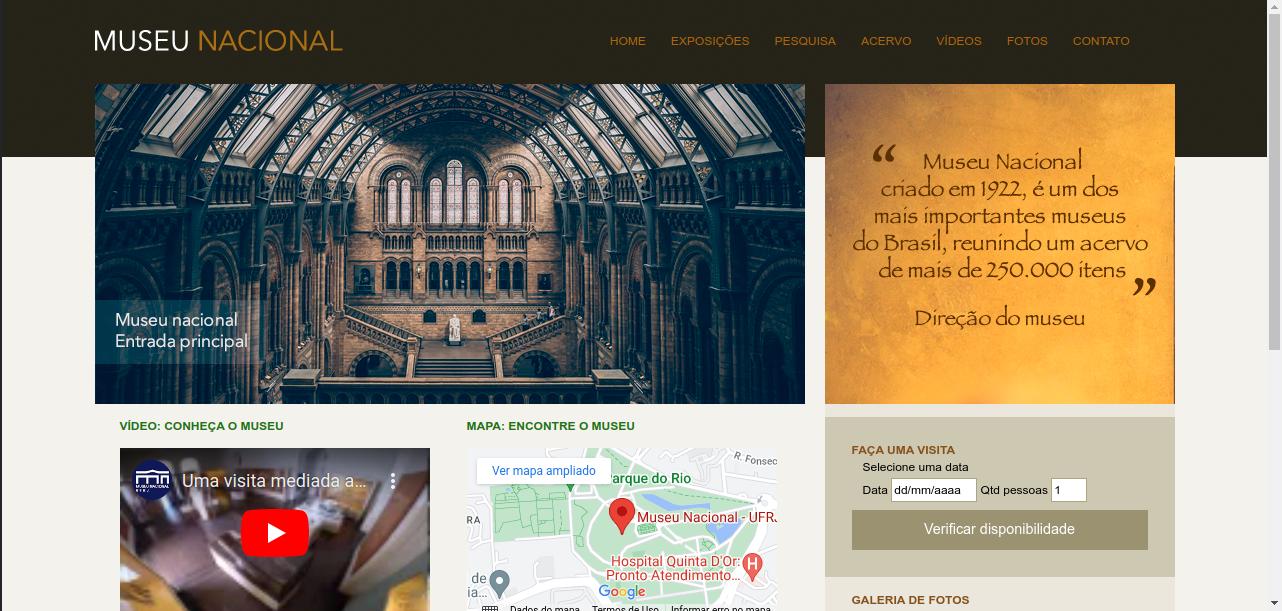 MUSEU NACIONAL
HOME EXPOSIÇÕES PESQUISA ACERVO VÍDEOS FOTOS CONTATO
Museu nacional
Entrada principal
“ Museu Nacional
criado em 1922, é um dos
mais importantes museus
do Brasil, reunindo um acervo
de mais de 250.000 itens ”
Direção do museu
VÍDEO: CONHEÇA O MUSEU
Uma visita mediada a...
MAPA: ENCONTRE O MUSEU
Ver mapa ampliado
R. Fonsec
arque do Rio
RA
Museu Nacional - UFRJ
Hospital Quinta D'Or:
Pronto Atendimento...
H
de
Google
Dados do mapa Termos de Uso Informar erro no mapa
FAÇA UMA VISITA
Selecione uma data
Data dd/mm/aaaa Qtd pessoas 1
Verificar disponibilidade
GALERIA DE FOTOS